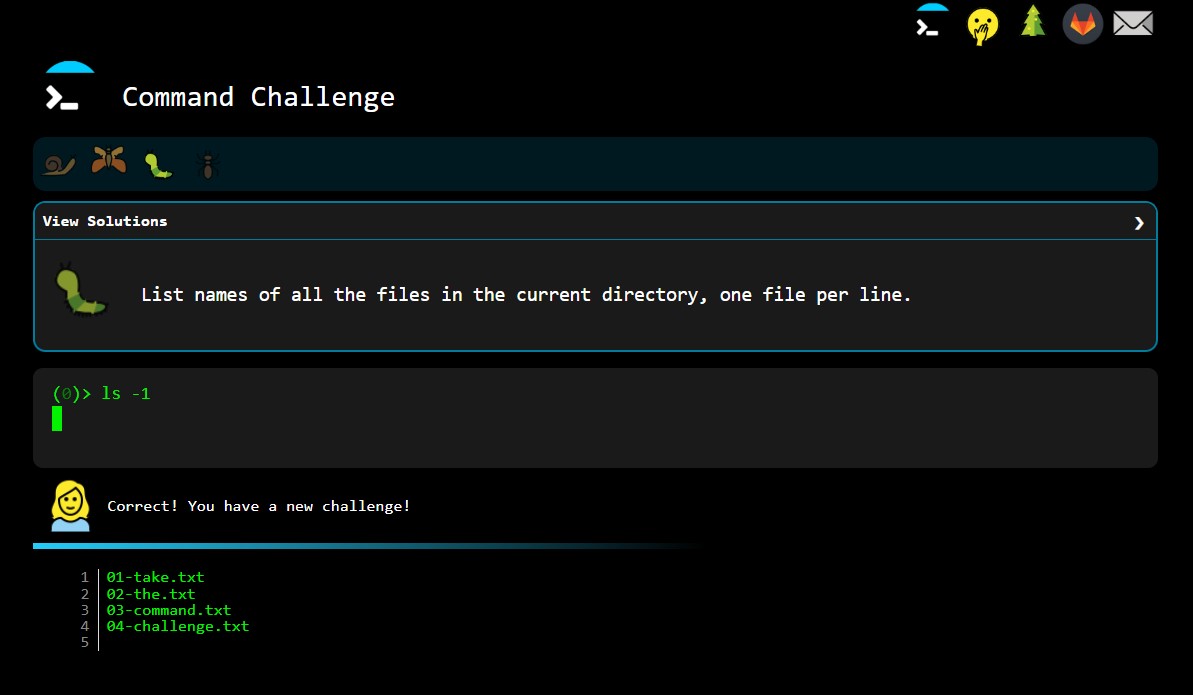 Command Challenge
View Solutions
List names of all the files in the current directory, one file per line.
(0)> ls -1
Correct! You have a new challenge!
1 01-take.txt
2 02-the.txt
3 03-command.txt
4 04-challenge.txt
5